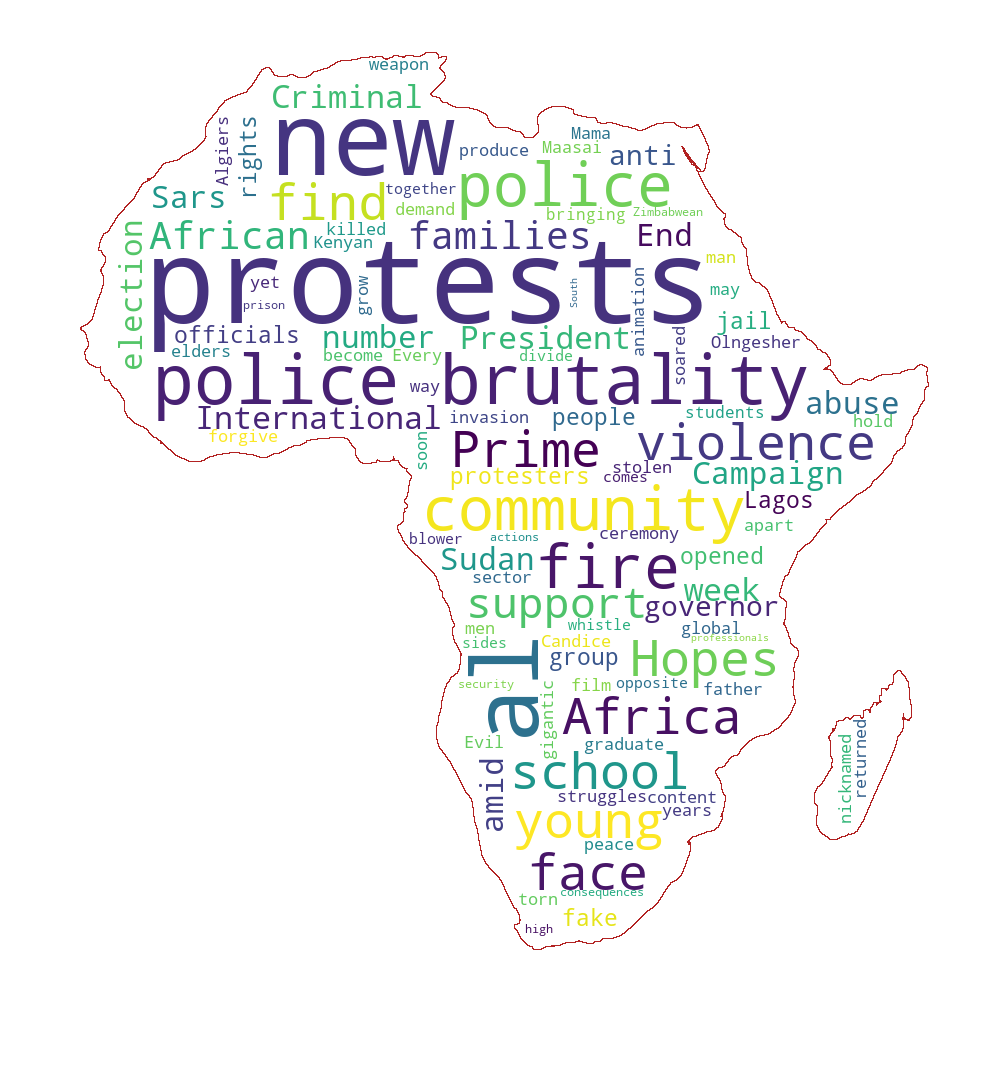 weapon
Criminal
new
Algiers
rights
produce
Mama
Maasai
anti
police
Sars
find
together
demand
bringing
Zimbabwean
African
killed
Kenyan
families
End
man
election
protests
yet
prison
grow
South
animation
may
officials
number
President
soared
jail
Olngesher
elders
become
Every
divide
police
way
brutality
abuse
International
invasion
people
students
hold
forgive
soon
Prime
violence
protesters
stolen
comes
Campaign
community
Lagos
apart
blower
actions
ceremony
Sudan
fire
opened
sector
week
support
governor
men
whistle
global
professionals
sides
al
Candice
group
Hopes
security
gigantic
film
opposite
father
Africa
Evil
graduate
nicknamed
returned
amid
school
struggles
content
years
young
peace
face
torn
consequences
fake
high